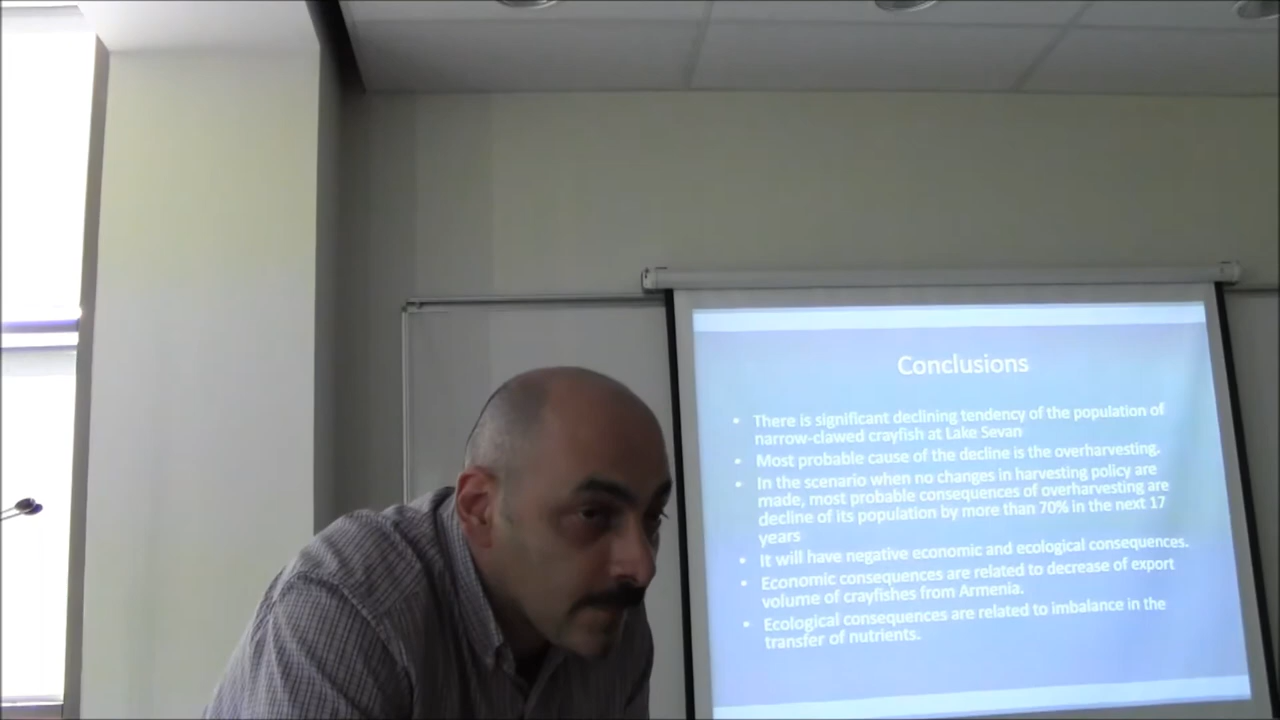 Conclusions
• There is significant declining tendency of the population of
narrow-clawed crayfish at Lake Sevan
• Most probable cause of the decline is the overharvesting.
• In the scenario when no changes in harvesting policy are
made, most probable consequences of overharvesting are
decline of its population by more than 70% in the next 17
years
• It will have negative economic and ecological consequences.
• Economic consequences are related to decrease of export
volume of crayfishes from Armenia.
• Ecological consequences are related to imbalance in the
transfer of nutrients.